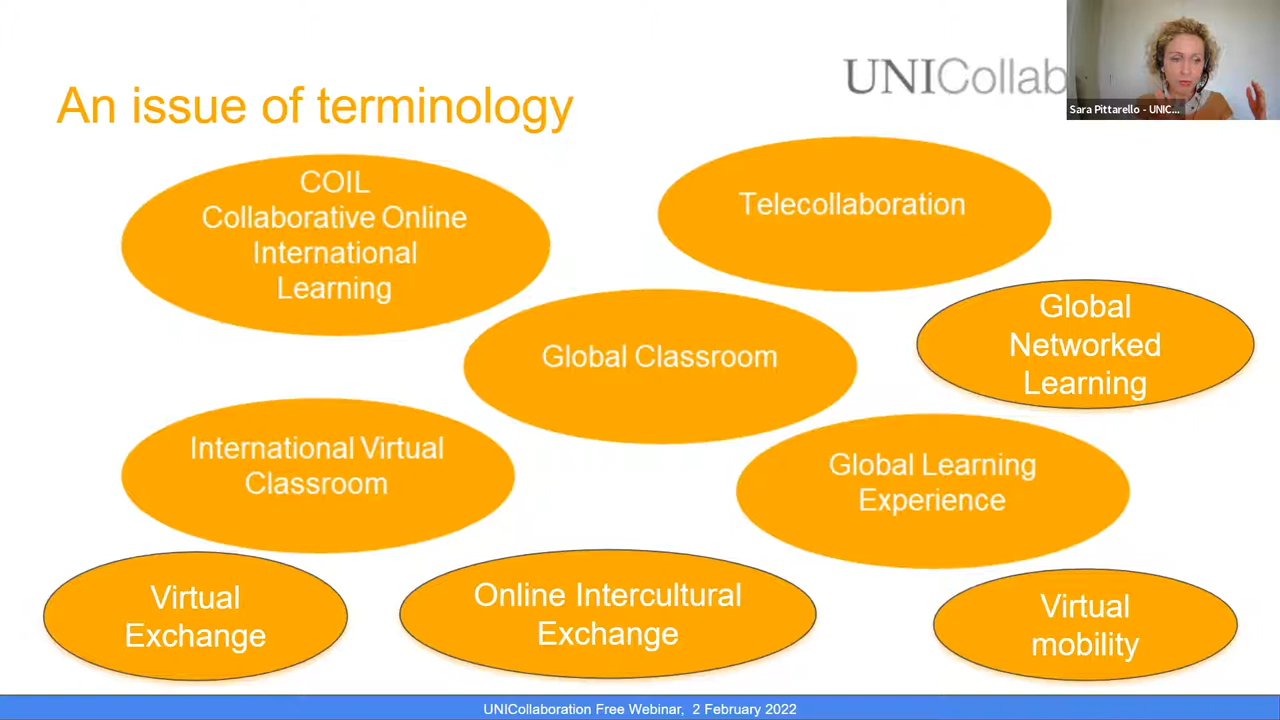 An issue of terminology
UNICollab
Sara Pittarello - UNIC...
COIL
Collaborative Online
International
Learning
Telecollaboration
Global
Networked
Learning
Global Classroom
International Virtual
Classroom
Global Learning
Experience
Virtual
Exchange
Online Intercultural
Exchange
Virtual
mobility
UNICollaboration Free Webinar, 2 February 2022